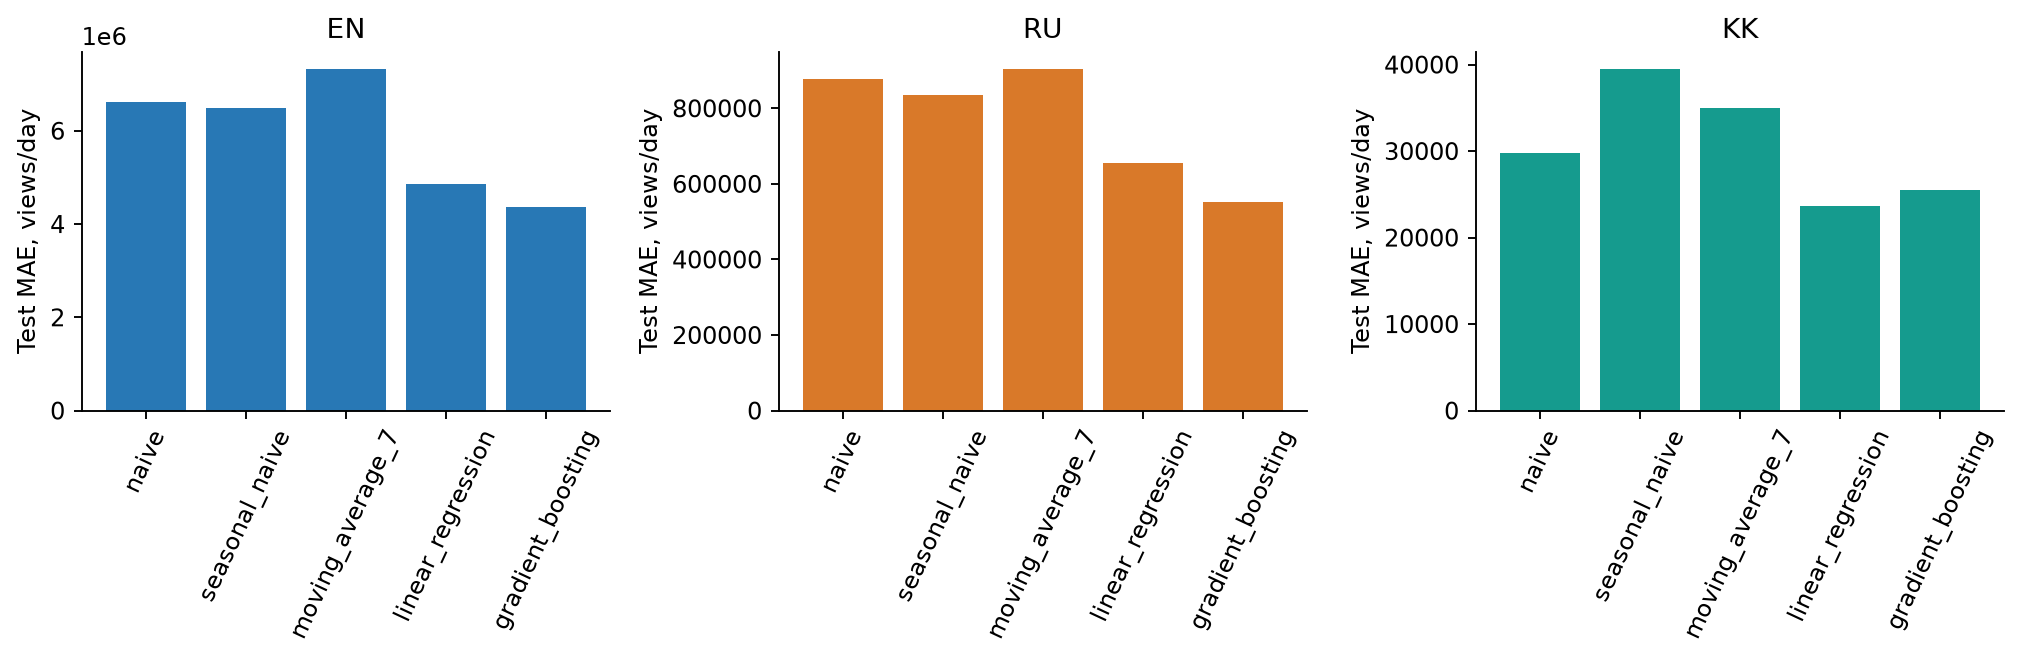 EN
1e6
Test MAE, views/day
6
4
2
0
naive
seasonal_naive
moving_average_7
linear_regression
gradient_boosting
RU
Test MAE, views/day
800000
600000
400000
200000
0
naive
seasonal_naive
moving_average_7
linear_regression
gradient_boosting
KK
Test MAE, views/day
40000
30000
20000
10000
0
naive
seasonal_naive
moving_average_7
linear_regression
gradient_boosting